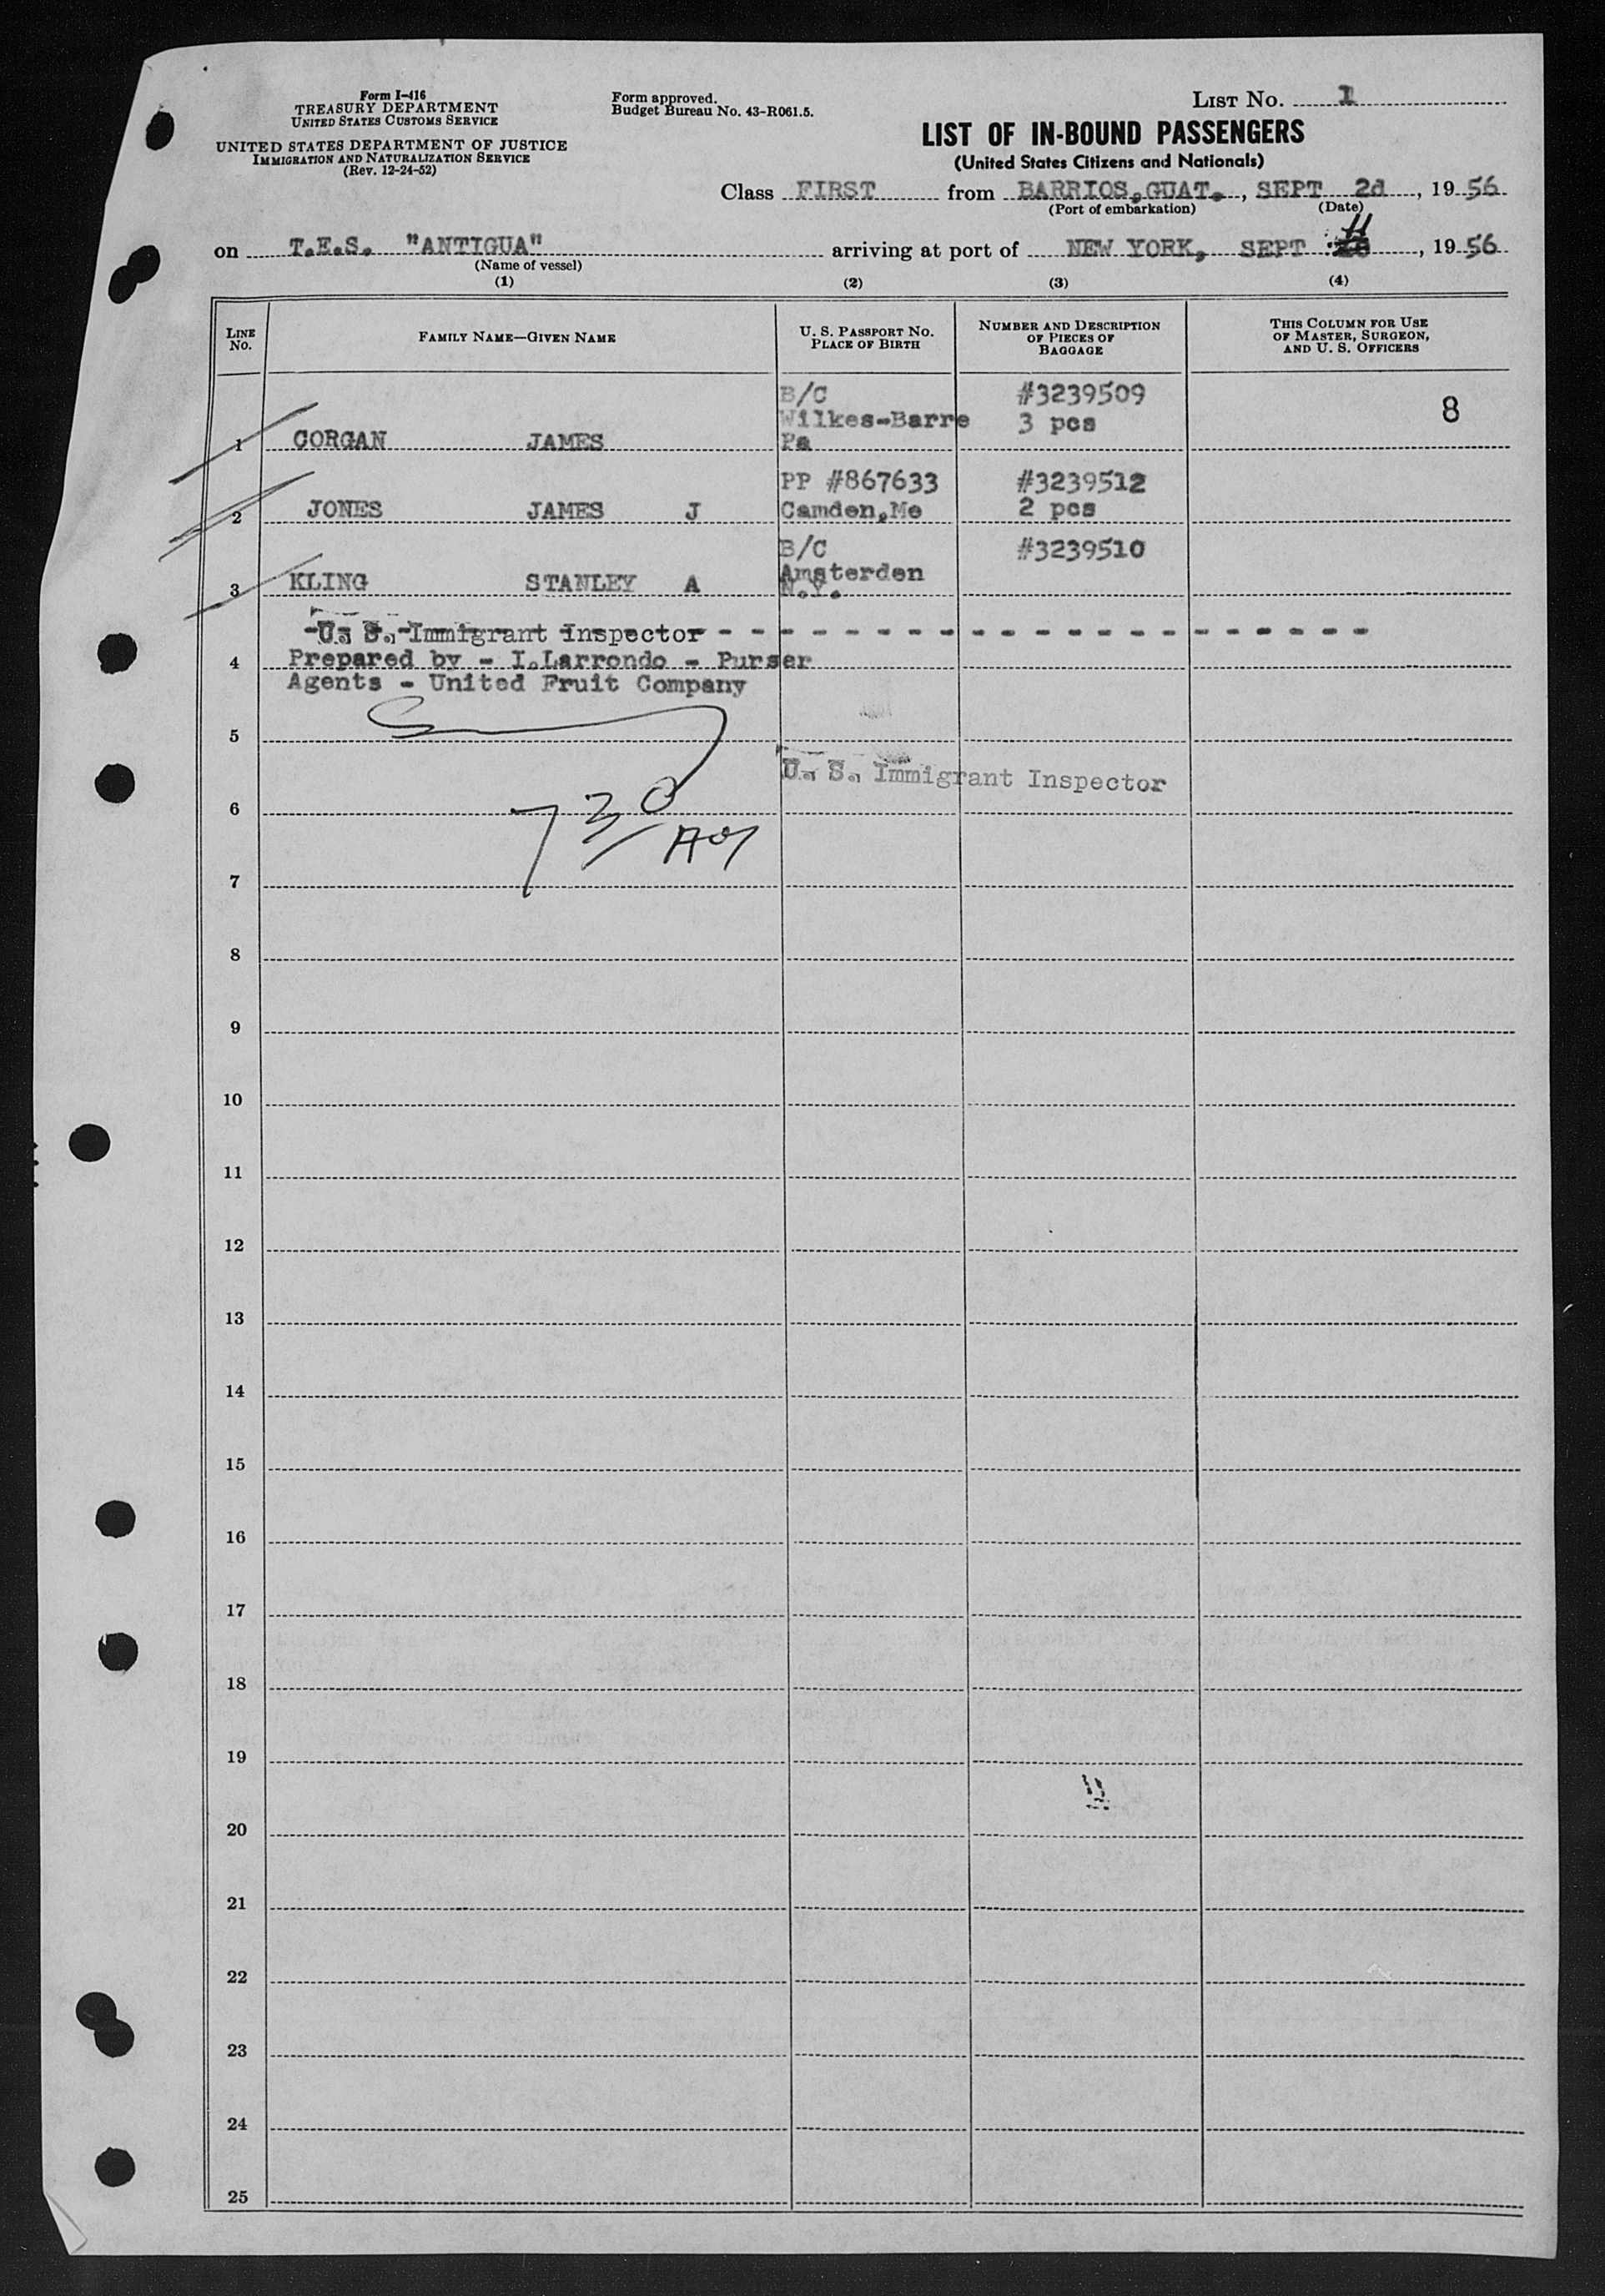 Form I-416
TREASURY DEPARTMENT
UNITED STATES CUSTOMS SERVICE
UNITED STATES DEPARTMENT OF JUSTICE
IMMIGRATION AND NATURALIZATION SERVICE
(Rev. 12-24-52)
Form approved.
Budget Bureau No. 43-R061.5.
LIST No. 1
LIST OF IN-BOUND PASSENGERS
(United States Citizens and Nationals)
Class FIRST from BARRIOS,GUAT., SEPT 2d, 1956
(Port of embarkation) (Date)
on T.E.S. "ANTIGUA" arriving at port of NEW YORK, SEPT 11, 1956
(Name of vessel)
(1) (2) (3) (4)
LINE No. FAMILY NAME—GIVEN NAME U. S. PASSPORT NO. PLACE OF BIRTH NUMBER AND DESCRIPTION OF PIECES OF BAGGAGE THIS COLUMN FOR USE OF MASTER, SURGEON, AND U. S. OFFICERS
B/C #3239509
Wilkes-Barre 3 pcs 8
1 CORGAN JAMES Pa
PP #867633 #3239512
2 JONES JAMES J Camden,Me 2 pcs
B/C #3239510
Amsterden
3 KLING STANLEY A N.Y.
U. S. Immigrant Inspector - - - - - - - - - - - - - - - - - - - - -
4 Prepared by - I.Larrondo - Purser
Agents - United Fruit Company
5
U. S. Immigrant Inspector
6
730
7
8
9
10
11
12
13
14
15
16
17
18
19
20
21
22
23
24
25